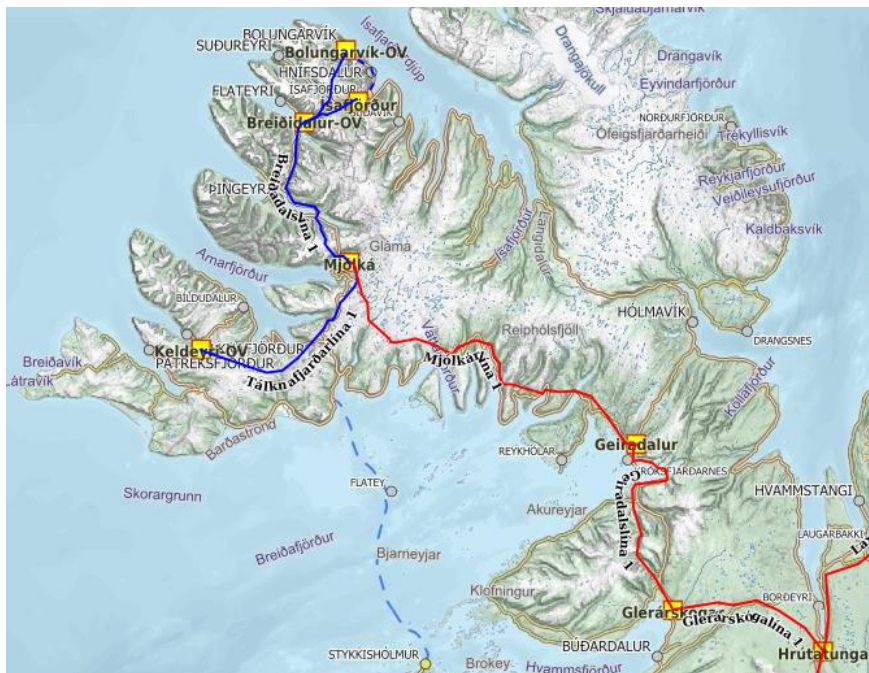 Skjaldabjarnarvík
BOLUNGARVÍK
Bolungarvík-OV
SUÐUREYRI
Ísafjarðardjúp
Drangajökull
Drangavík
HNÍFSDALUR
Eyvindarfjörður
FLATEYRI
ÍSAFJÖRÐUR
Ísafjörður
SÚÐAVÍK
Breiðidalur-OV
NORÐURFJÖRÐUR
Ófeigsfjarðarheiði
Trékyllisvík
Reykjarfjörður
Veiðileysufjörður
ÞINGEYRI
Breiðadalslína 1
Kaldbaksvík
Ísafjörður
Langidalur
Gláma
Arnarfjörður
Mjólká
BÍLDUDALUR
HÓLMAVÍK
Reiphólsfjöll
DRANGSNES
Keldeyri-OV
PATREKSFJÖRÐUR
Breiðavík
Látravík
Tálknafjarðarlína 1
Mjólkárlína 1
Kollafjörður
Barðaströnd
Geiradalur
REYKHÓLAR
KRÓKSFJARÐARNES
Geiradalslína 1
FLATEY
Skorargrunn
HVAMMSTANGI
Akureyjar
LAUGARBAKKI
Breiðafjörður
Bjarneyjar
Klofningur
BORÐEYRI
Glerárskógar
Glerárskógalína 1
BÚÐARDALUR
Hrútatunga
STYKKISHÓLMUR
Brokey
Hvammsfjörður